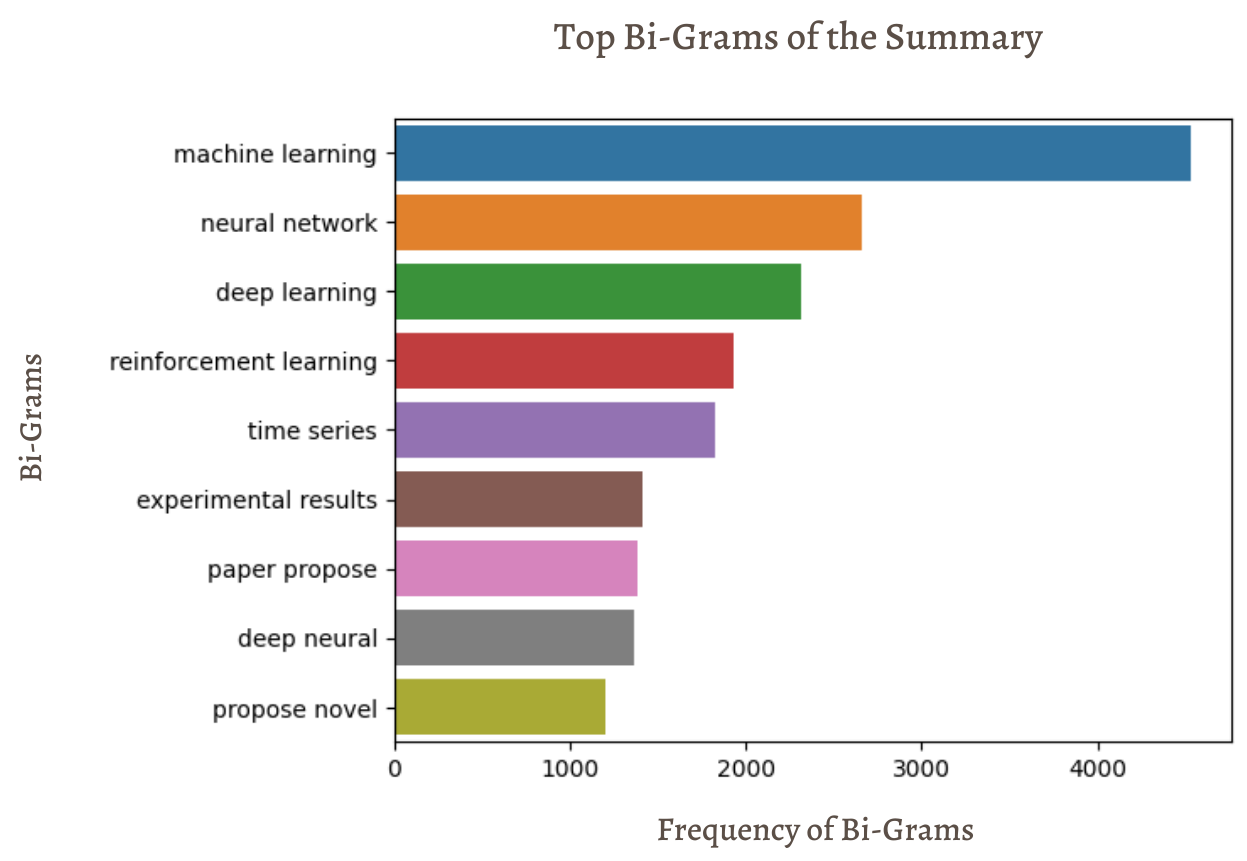 Top Bi-Grams of the Summary
machine learning
neural network
deep learning
reinforcement learning
time series
experimental results
paper propose
deep neural
propose novel
Bi-Grams
0 1000 2000 3000 4000
Frequency of Bi-Grams